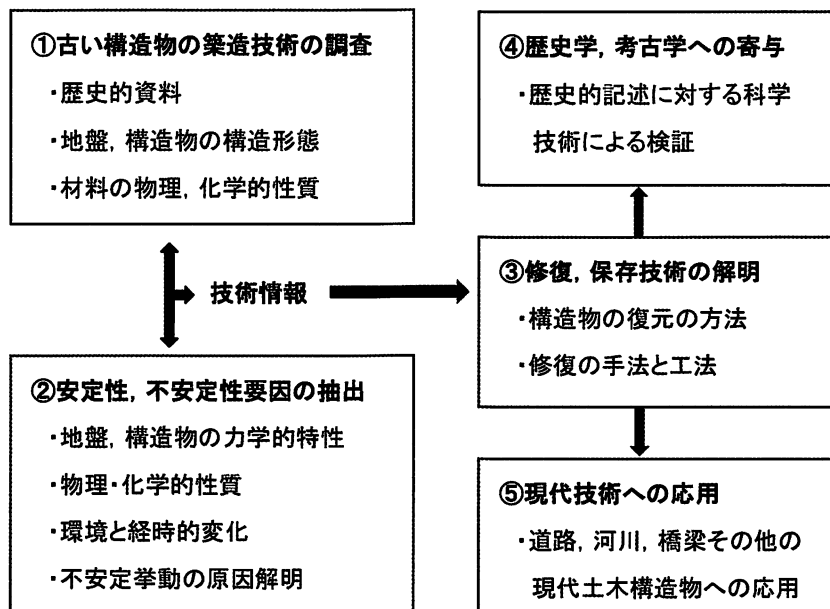 ①古い構造物の築造技術の調査
・歴史的資料
・地盤, 構造物の構造形態
・材料の物理, 化学的性質
技術情報
②安定性, 不安定性要因の抽出
・地盤, 構造物の力学的特性
・物理・化学的性質
・環境と経時的変化
・不安定挙動の原因解明
④歴史学, 考古学への寄与
・歴史的記述に対する科学
技術による検証
③修復, 保存技術の解明
・構造物の復元の方法
・修復の手法と工法
⑤現代技術への応用
・道路, 河川, 橋梁その他の
現代土木構造物への応用